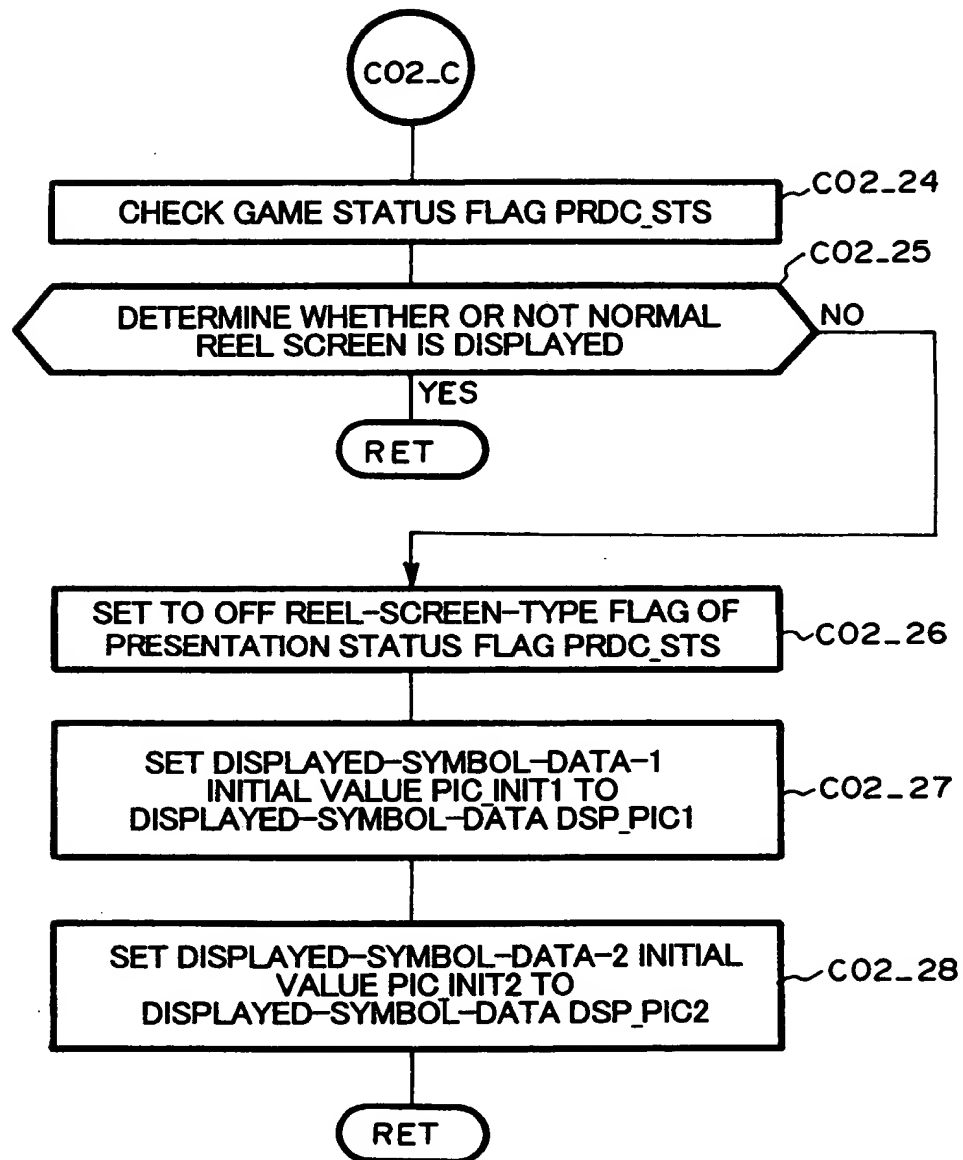 C02_C
C02_24
CHECK GAME STATUS FLAG PRDC_STS
C02_25
DETERMINE WHETHER OR NOT NORMAL
REEL SCREEN IS DISPLAYED
NO
YES
RET
SET TO OFF REEL-SCREEN-TYPE FLAG OF
PRESENTATION STATUS FLAG PRDC_STS
C02_26
SET DISPLAYED-SYMBOL-DATA-1
INITIAL VALUE PIC_INIT1 TO
DISPLAYED-SYMBOL-DATA DSP_PIC1
C02_27
SET DISPLAYED-SYMBOL-DATA-2 INITIAL
VALUE PIC_INIT2 TO
DISPLAYED-SYMBOL-DATA DSP_PIC2
C02_28
RET